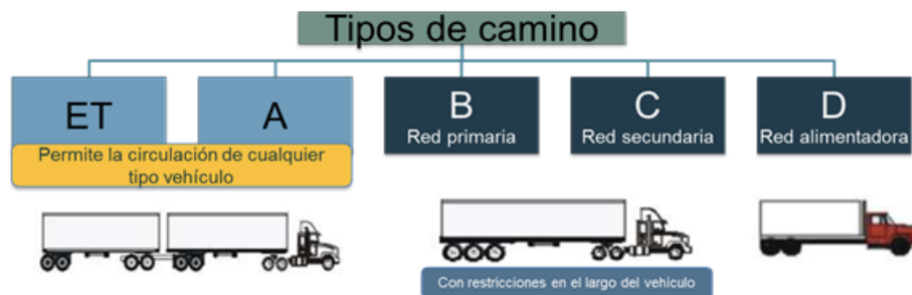 Tipos de camino
ET
A
B
Red primaria
C
Red secundaria
D
Red alimentadora
Permite la circulación de cualquier
tipo vehículo
Con restricciones en el largo del vehículo